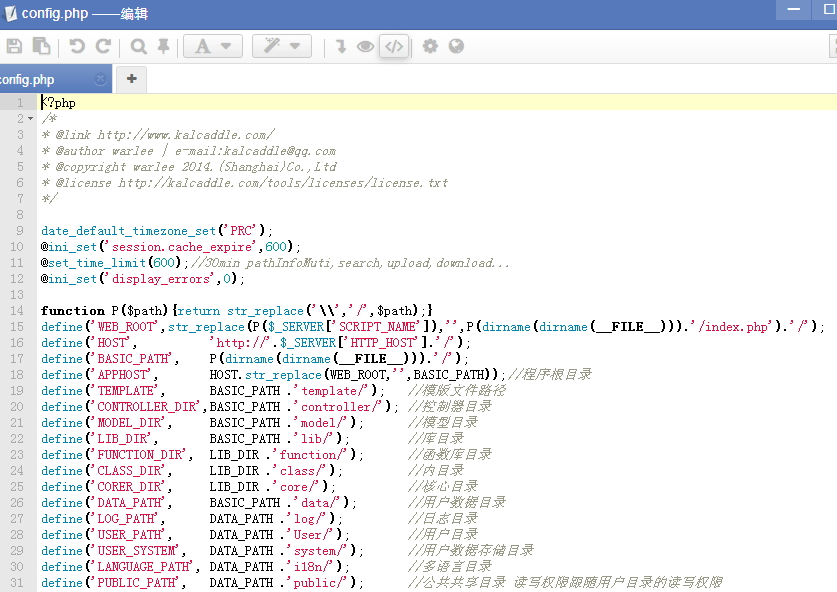 config.php ——编辑
config.php
1 <?php
2 /*
3 * @link http://www.kalcaddle.com/
4 * @author warlee | e-mail:kalcaddle@qq.com
5 * @copyright warlee 2014.(Shanghai)Co.,Ltd
6 * @license http://kalcaddle.com/tools/licenses/license.txt
7 */
8
9 date_default_timezone_set('PRC');
10 @ini_set('session.cache_expire',600);
11 @set_time_limit(600);//30min pathInfoMuti,search,upload,download...
12 @ini_set('display_errors',0);
13
14 function P($path){return str_replace('\\','/',$path);}
15 define('WEB_ROOT',str_replace(P($_SERVER['SCRIPT_NAME']),'',P(dirname(dirname(__FILE__))).'/index.php').'/');
16 define('HOST', 'http://'.$_SERVER['HTTP_HOST'].'/');
17 define('BASIC_PATH', P(dirname(dirname(__FILE__))).'/');
18 define('APPHOST', HOST.str_replace(WEB_ROOT,'',BASIC_PATH));//程序根目录
19 define('TEMPLATE', BASIC_PATH .'template/'); //模版文件路径
20 define('CONTROLLER_DIR',BASIC_PATH .'controller/'); //控制器目录
21 define('MODEL_DIR', BASIC_PATH .'model/'); //模型目录
22 define('LIB_DIR', BASIC_PATH .'lib/'); //库目录
23 define('FUNCTION_DIR', LIB_DIR .'function/'); //函数库目录
24 define('CLASS_DIR', LIB_DIR .'class/'); //内目录
25 define('CORER_DIR', LIB_DIR .'core/'); //核心目录
26 define('DATA_PATH', BASIC_PATH .'data/'); //用户数据目录
27 define('LOG_PATH', DATA_PATH .'log/'); //日志目录
28 define('USER_PATH', DATA_PATH .'User/'); //用户目录
29 define('USER_SYSTEM', DATA_PATH .'system/'); //用户数据存储目录
30 define('LANGUAGE_PATH', DATA_PATH .'i18n/'); //多语言目录
31 define('PUBLIC_PATH', DATA_PATH .'public/'); //公共共享目录 读写权限跟随用户目录的读写权限